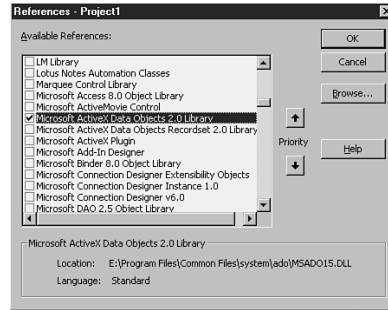 References - Project1
Available References:
LM Library
Lotus Notes Automation Classes
Marquee Control Library
Microsoft Access 8.0 Object Library
Microsoft ActiveMovie Control
Microsoft ActiveX Data Objects 2.0 Library
Microsoft ActiveX Data Objects Recordset 2.0 Library
Microsoft ActiveX Plugin
Microsoft Add-In Designer
Microsoft Binder 8.0 Object Library
Microsoft Connection Designer Extensibility Objects
Microsoft Connection Designer Instance 1.0
Microsoft Connection Designer v6.0
Microsoft DAO 2.5 Object Library
OK
Cancel
Browse...
Priority
Help
Microsoft ActiveX Data Objects 2.0 Library
Location: E:\Program Files\Common Files\system\ado\MSADO15.DLL
Language: Standard